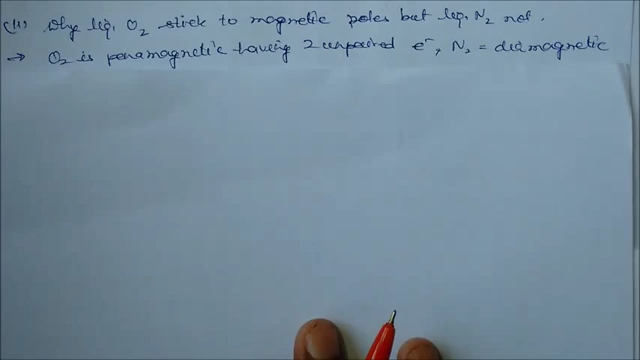 (11) Why liq. O2 stick to magnetic poles but liq. N2 not.
→ O2 is paramagnetic having 2 unpaired e-, N2 = diamagnetic